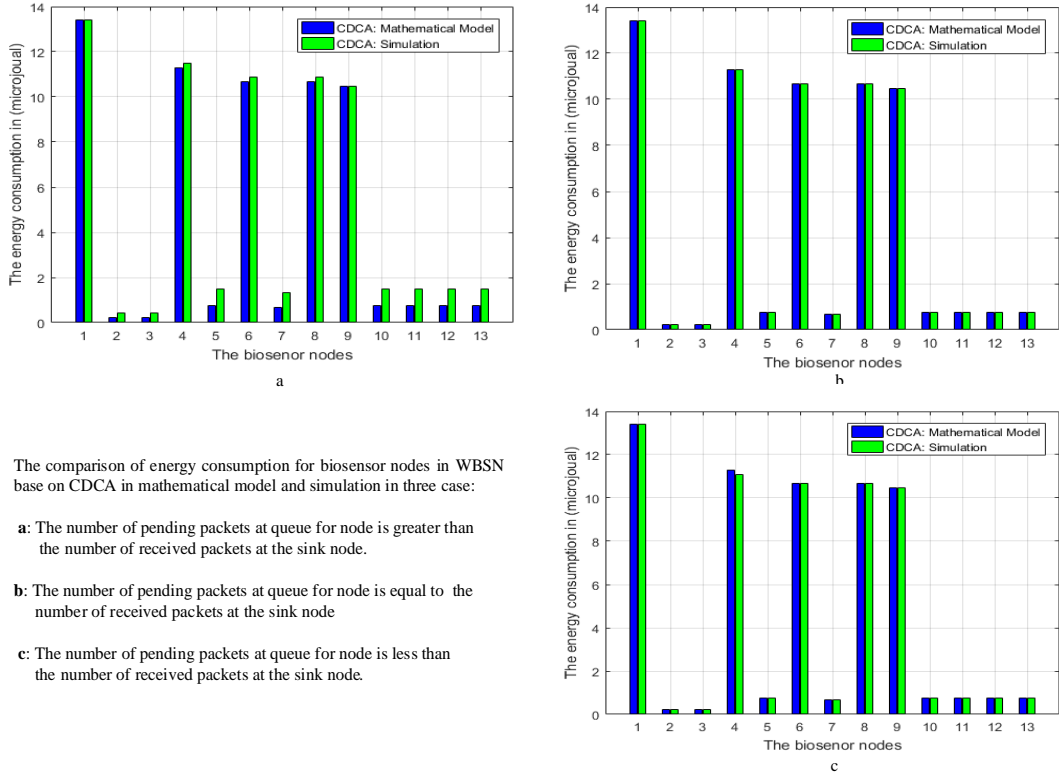 14
12
10
8
6
4
2
0
The energy consumption in (microjoual)
CDCA: Mathematical Model
CDCA: Simulation
1 2 3 4 5 6 7 8 9 10 11 12 13
The biosenor nodes
a
14
12
10
8
6
4
2
0
The energy consumption in (microjoual)
CDCA: Mathematical Model
CDCA: Simulation
1 2 3 4 5 6 7 8 9 10 11 12 13
The biosenor nodes
b
The comparison of energy consumption for biosensor nodes in WBSN
base on CDCA in mathematical model and simulation in three case:
a: The number of pending packets at queue for node is greater than
the number of received packets at the sink node.
b: The number of pending packets at queue for node is equal to the
number of received packets at the sink node
c: The number of pending packets at queue for node is less than
the number of received packets at the sink node.
14
12
10
8
6
4
2
0
The energy consumption in (microjoual)
CDCA: Mathematical Model
CDCA: Simulation
1 2 3 4 5 6 7 8 9 10 11 12 13
The biosenor nodes
c